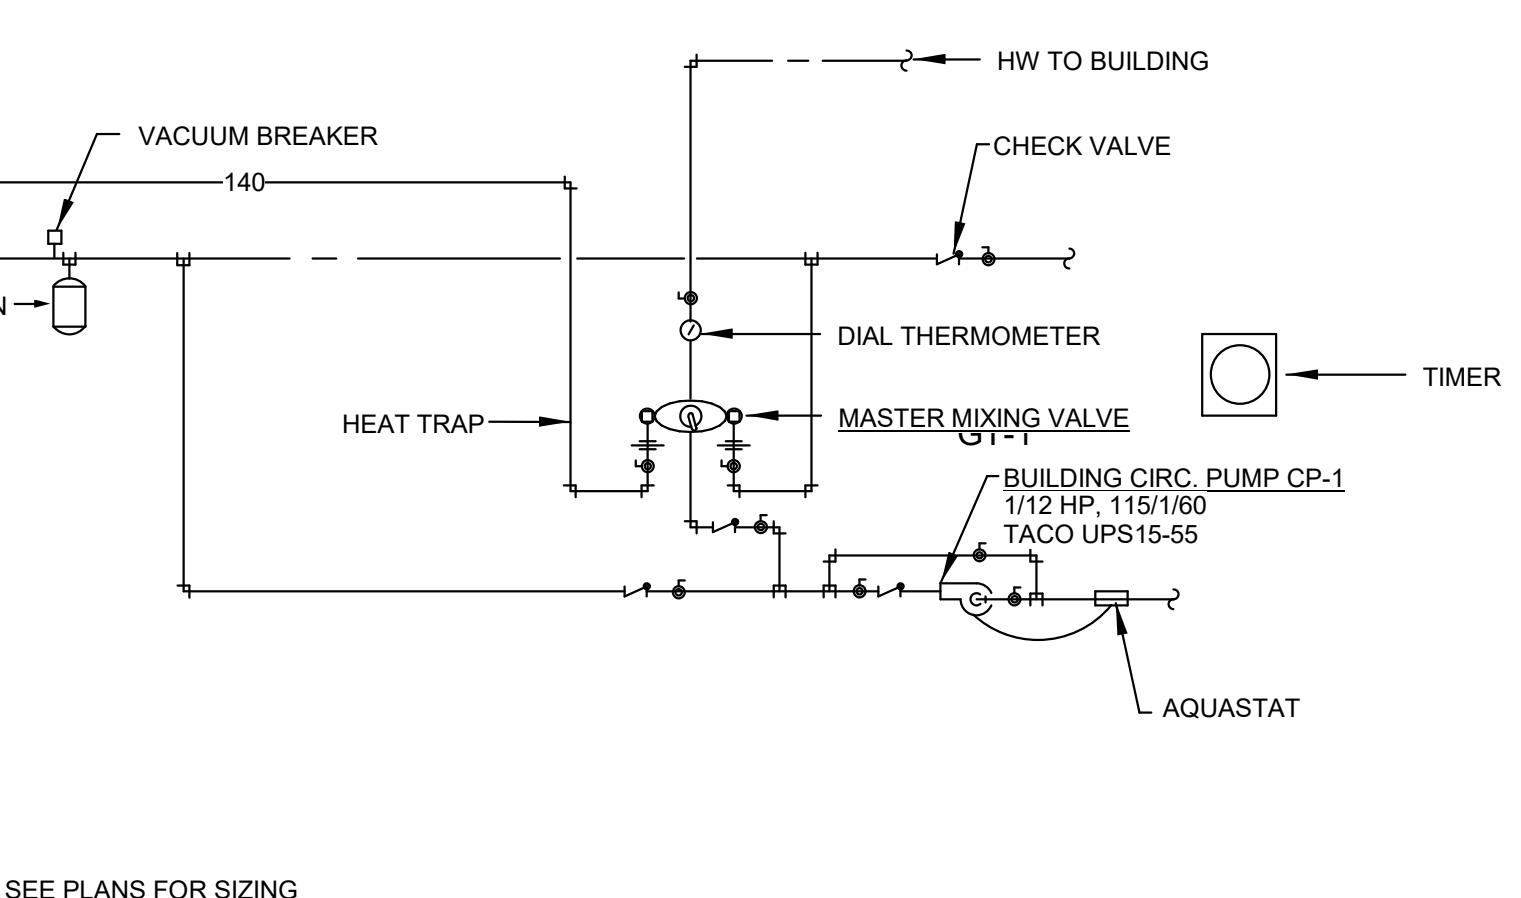 HW TO BUILDING
VACUUM BREAKER
CHECK VALVE
140
N
DIAL THERMOMETER
TIMER
HEAT TRAP
MASTER MIXING VALVE
BUILDING CIRC. PUMP CP-1
1/12 HP, 115/1/60
TACO UPS15-55
AQUASTAT
SEE PLANS FOR SIZING